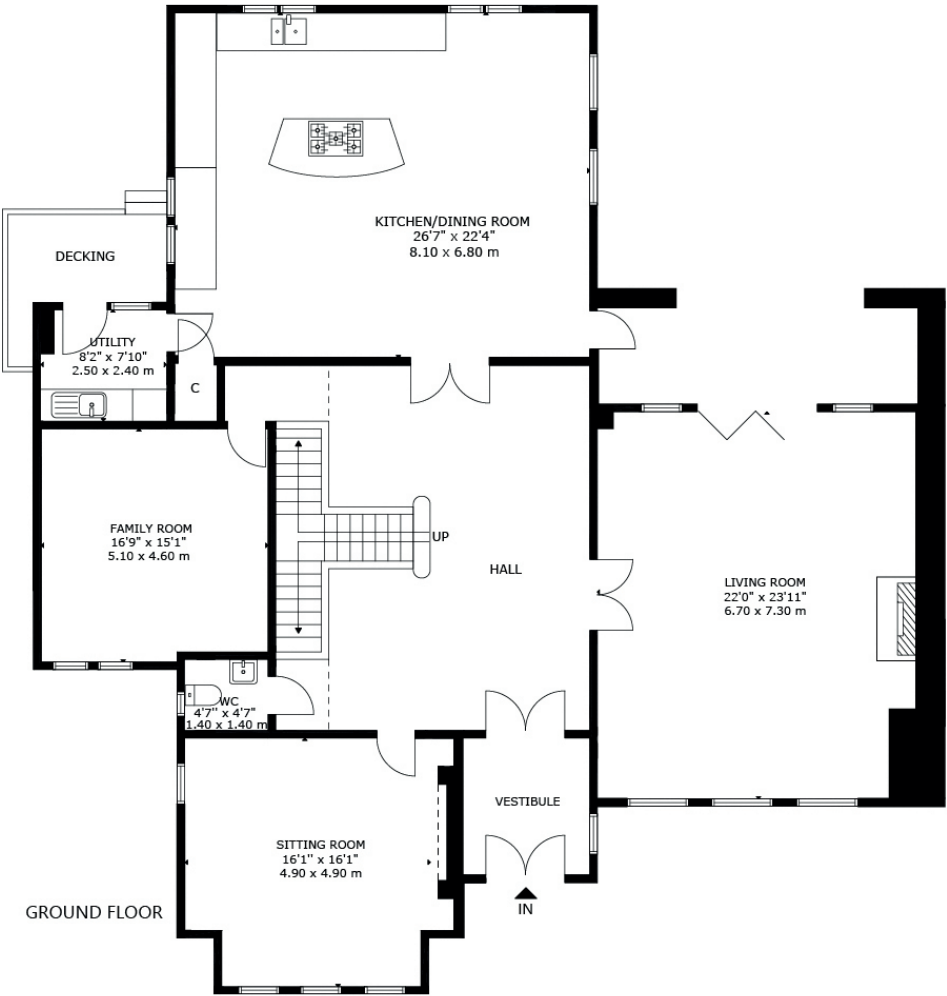 KITCHEN/DINING ROOM
26'7" x 22'4"
8.10 x 6.80 m
DECKING
UTILITY
8'2" x 7'10"
2.50 x 2.40 m
C
FAMILY ROOM
16'9" x 15'1"
5.10 x 4.60 m
UP
HALL
LIVING ROOM
22'0" x 23'11"
6.70 x 7.30 m
WC
4'7" x 4'7"
1.40 x 1.40 m
VESTIBULE
SITTING ROOM
16'1" x 16'1"
4.90 x 4.90 m
GROUND FLOOR
IN